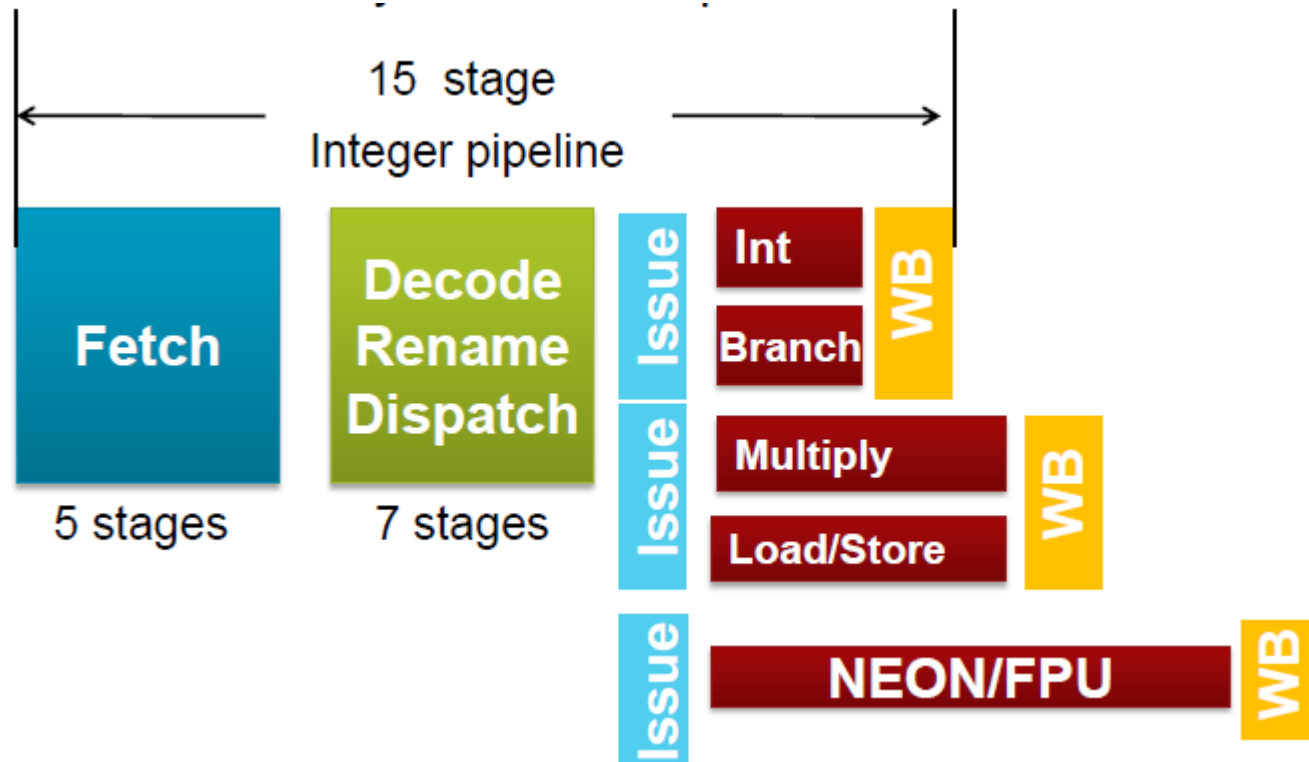 15 stage
Integer pipeline
Fetch
Decode
Rename
Dispatch
5 stages
7 stages
Issue
Int
Branch
WB
Issue
Multiply
Load/Store
WB
Issue
NEON/FPU
WB